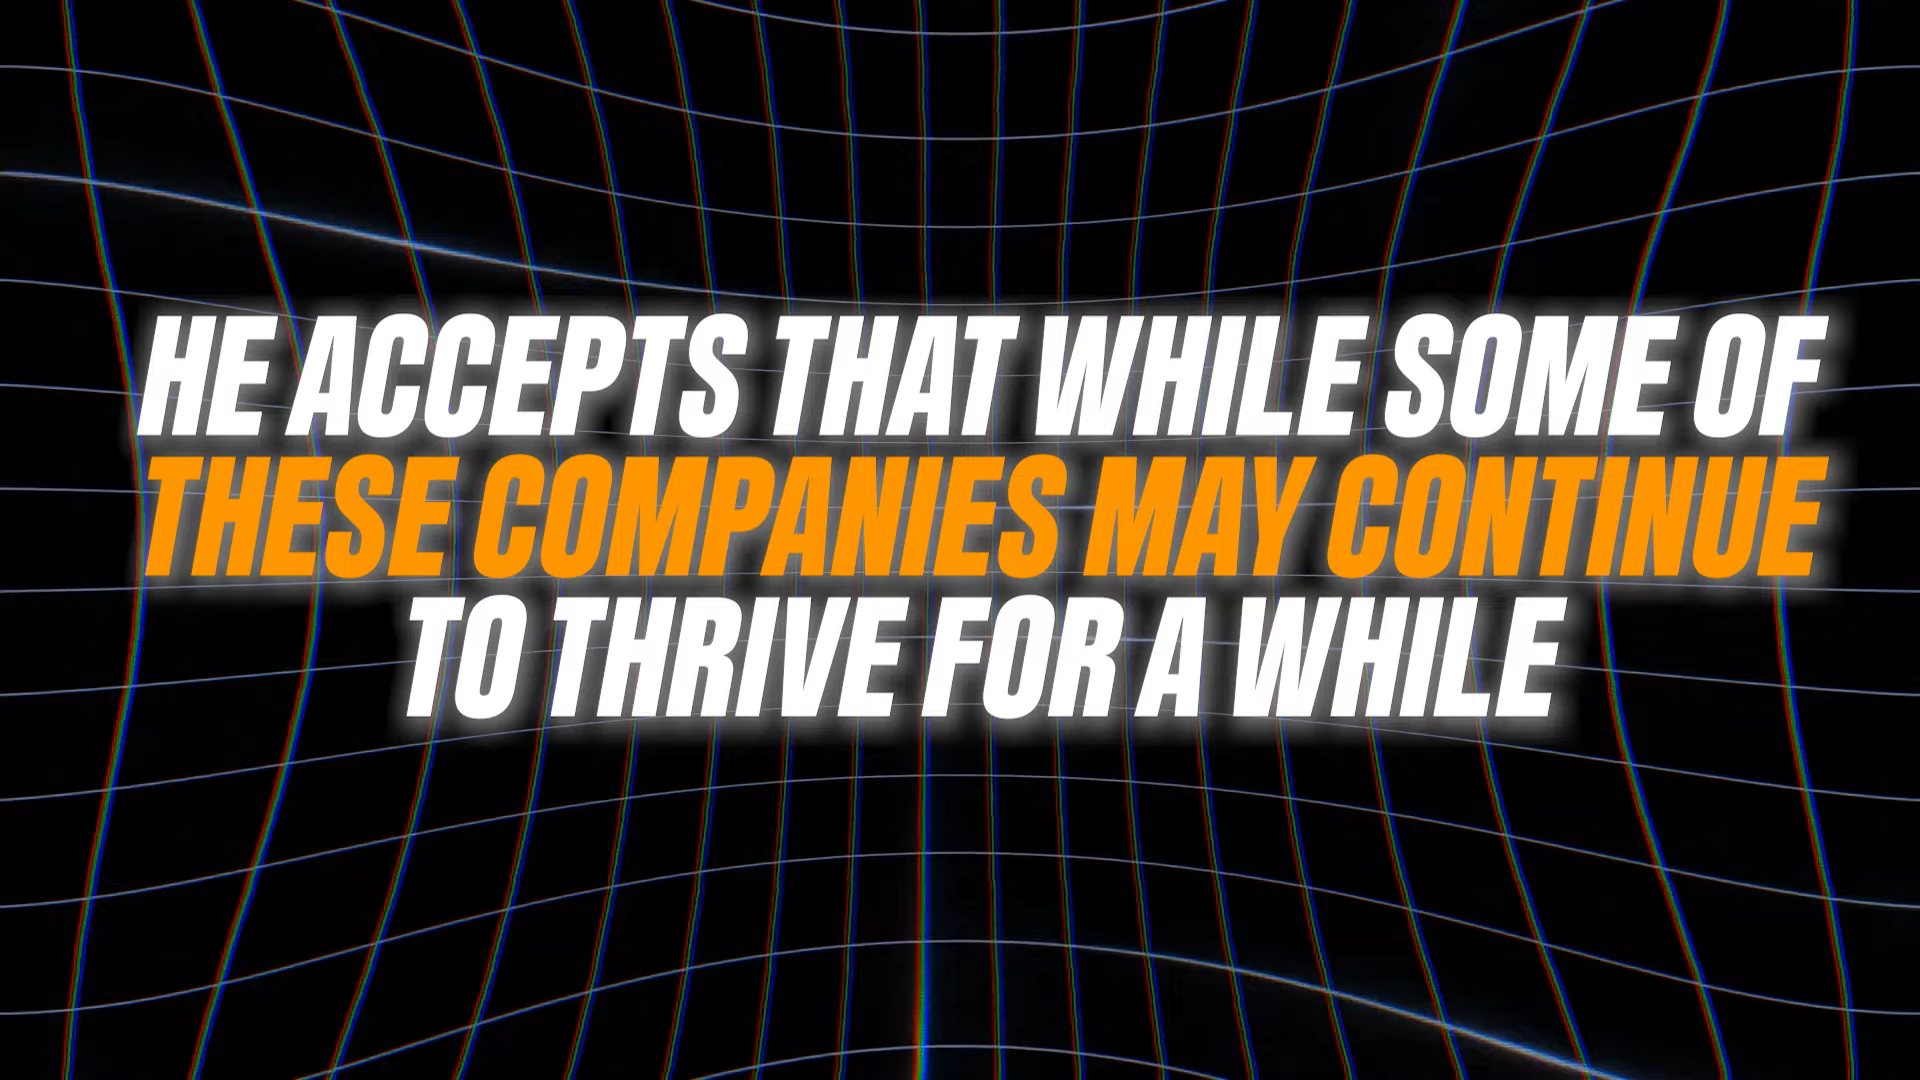 HE ACCEPTS THAT WHILE SOME OF
THESE COMPANIES MAY CONTINUE
TO THRIVE FOR A WHILE